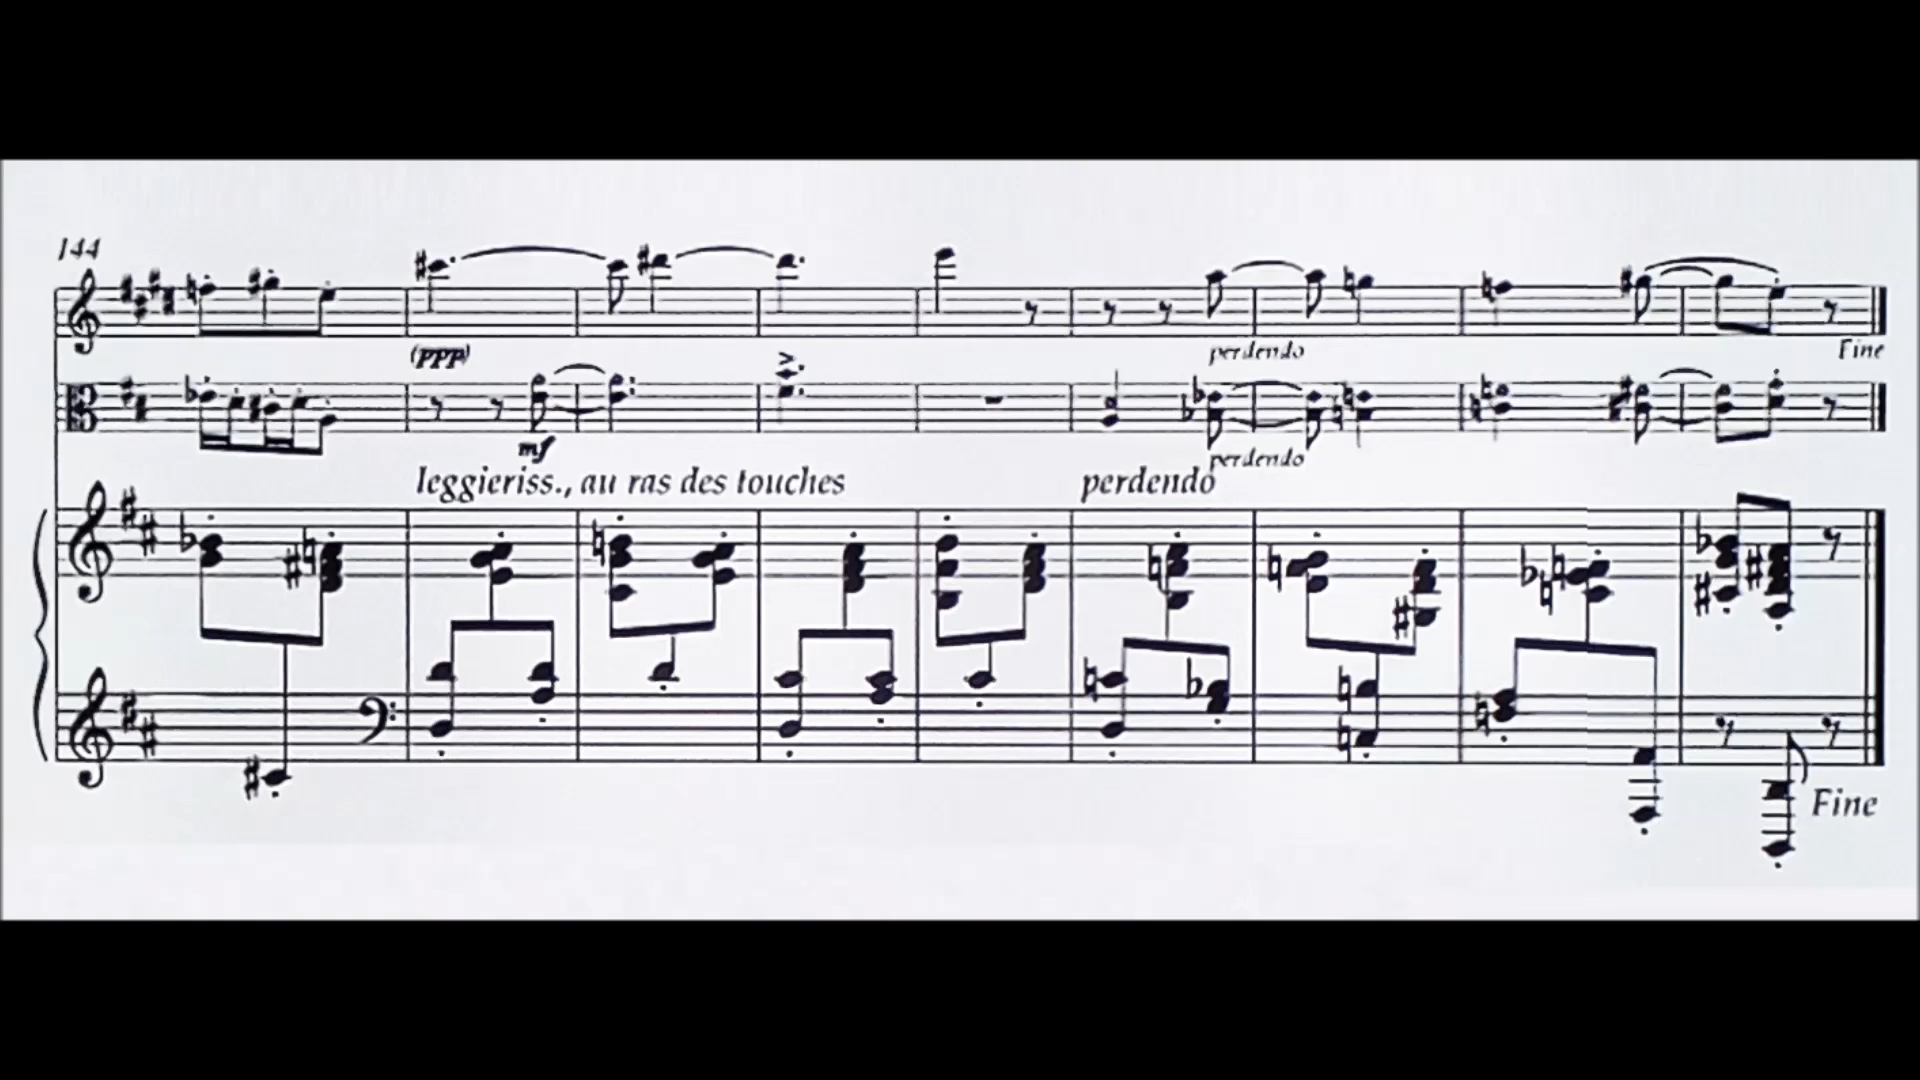 144
(ppp)
mf
perdendo
perdendo
leggieriss., au ras des touches
perdendo
Fine
Fine